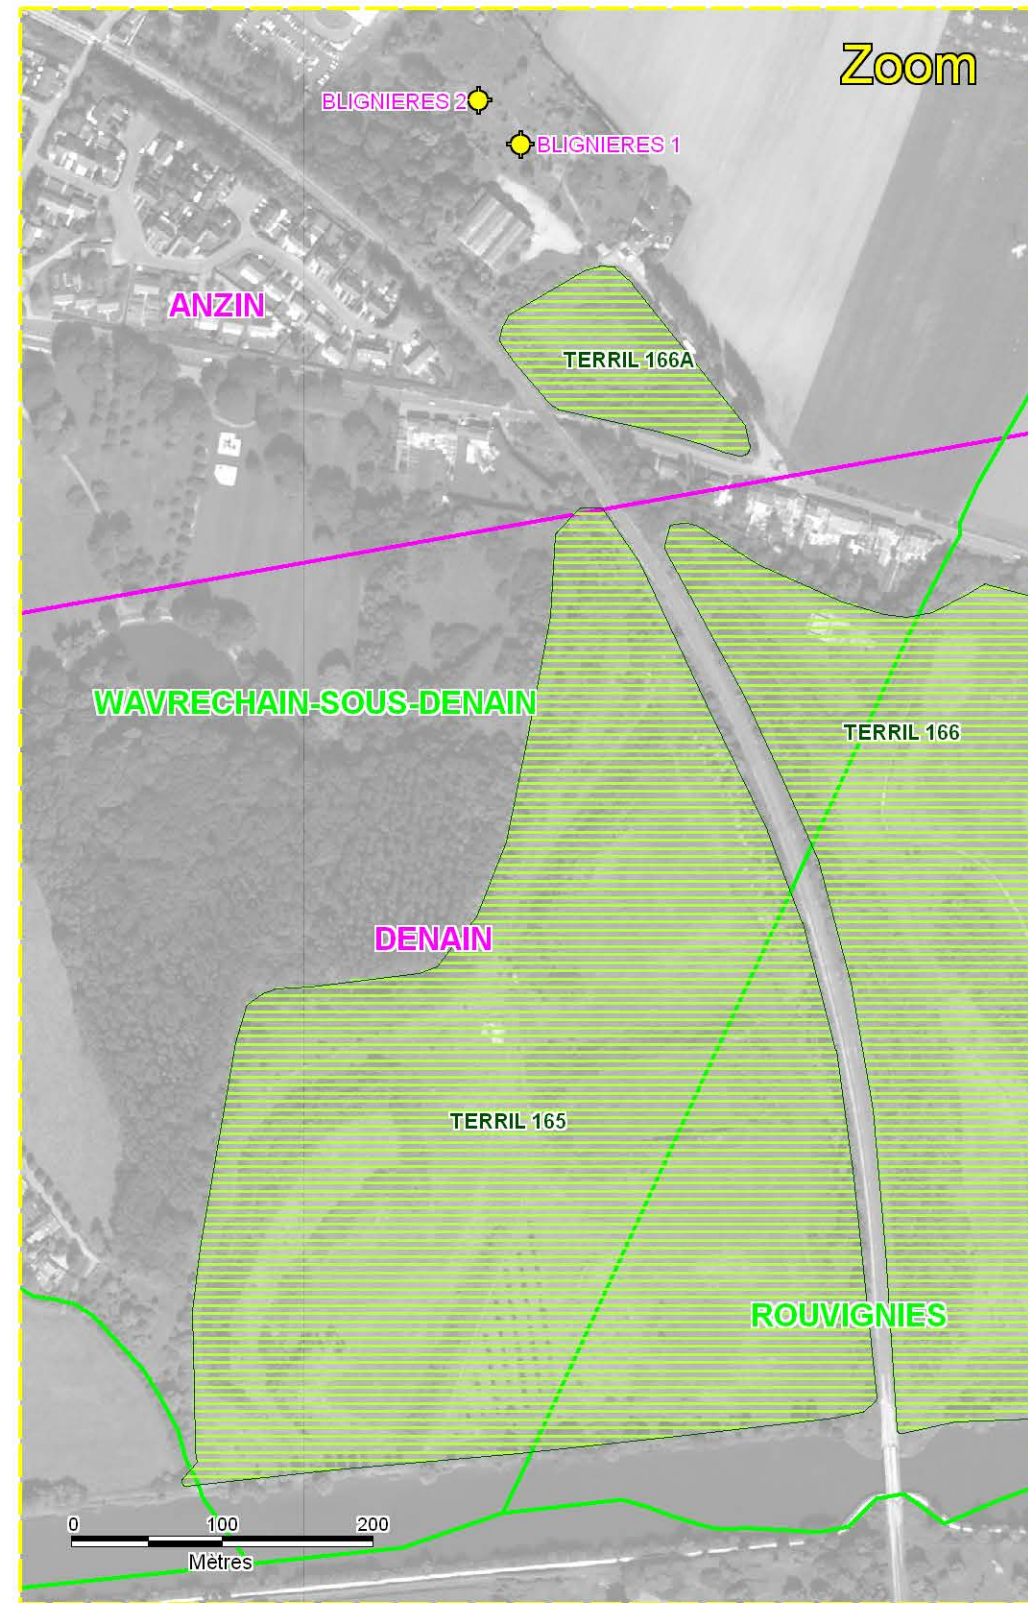 Zoom
BLIGNIERES 2
BLIGNIERES 1
ANZIN
TERRIL 166A
WAVRECHAIN-SOUS-DENAIN
TERRIL 166
DENAIN
TERRIL 165
ROUVIGNIES
0 100 200
Mètres